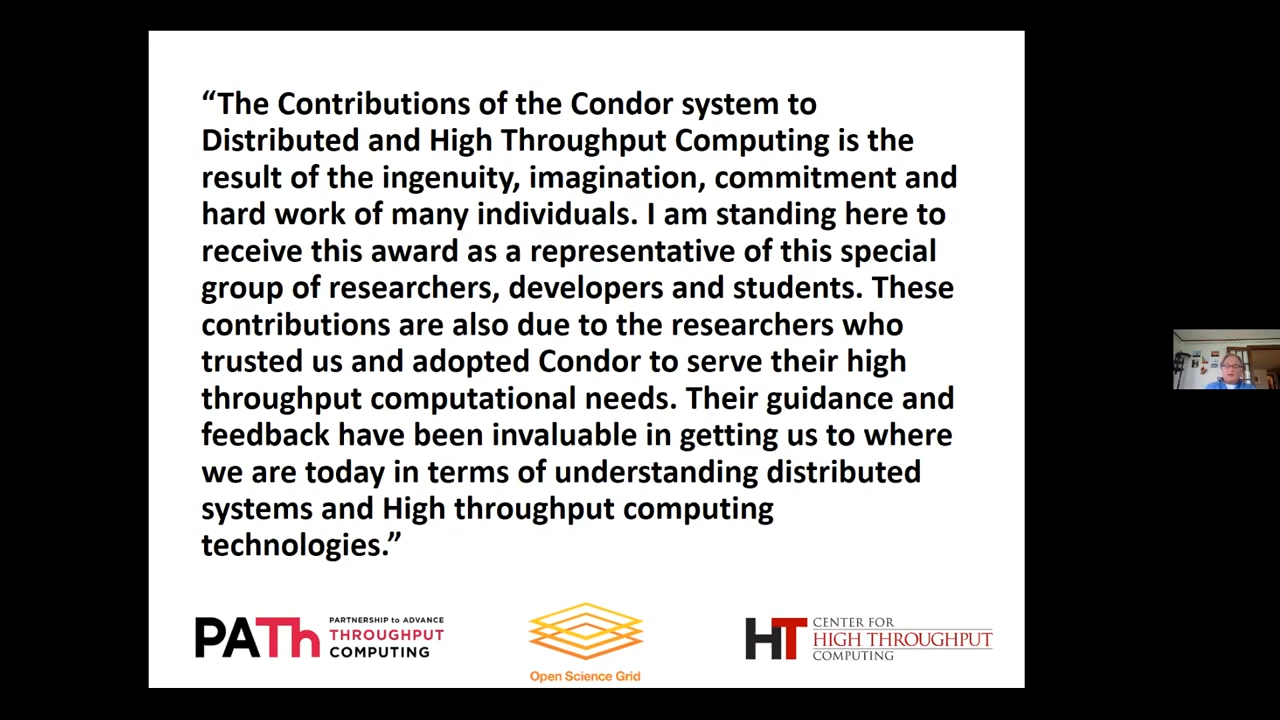 “The Contributions of the Condor system to
Distributed and High Throughput Computing is the
result of the ingenuity, imagination, commitment and
hard work of many individuals. I am standing here to
receive this award as a representative of this special
group of researchers, developers and students. These
contributions are also due to the researchers who
trusted us and adopted Condor to serve their high
throughput computational needs. Their guidance and
feedback have been invaluable in getting us to where
we are today in terms of understanding distributed
systems and High throughput computing
technologies.”
PATh
PARTNERSHIP to ADVANCE
THROUGHPUT
COMPUTING
Open Science Grid
HT
CENTER FOR
HIGH THROUGHPUT
COMPUTING